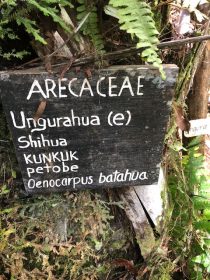 ARECACEAE
Ungurahua (e)
Shihua
KUNKUK
petobe
Oenocarpus batahua